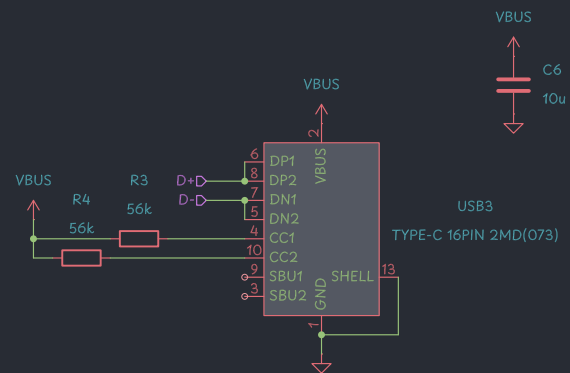 VBUS
C6
10u
VBUS
2
VBUS
6 DP1
D+ 8 DP2
D- 7 DN1
5 DN2
VBUS
R3
56k
R4
56k
4 CC1
10 CC2
9 SBU1
3 SBU2
SHELL 13
GND
1
USB3
TYPE-C 16PIN 2MD(073)